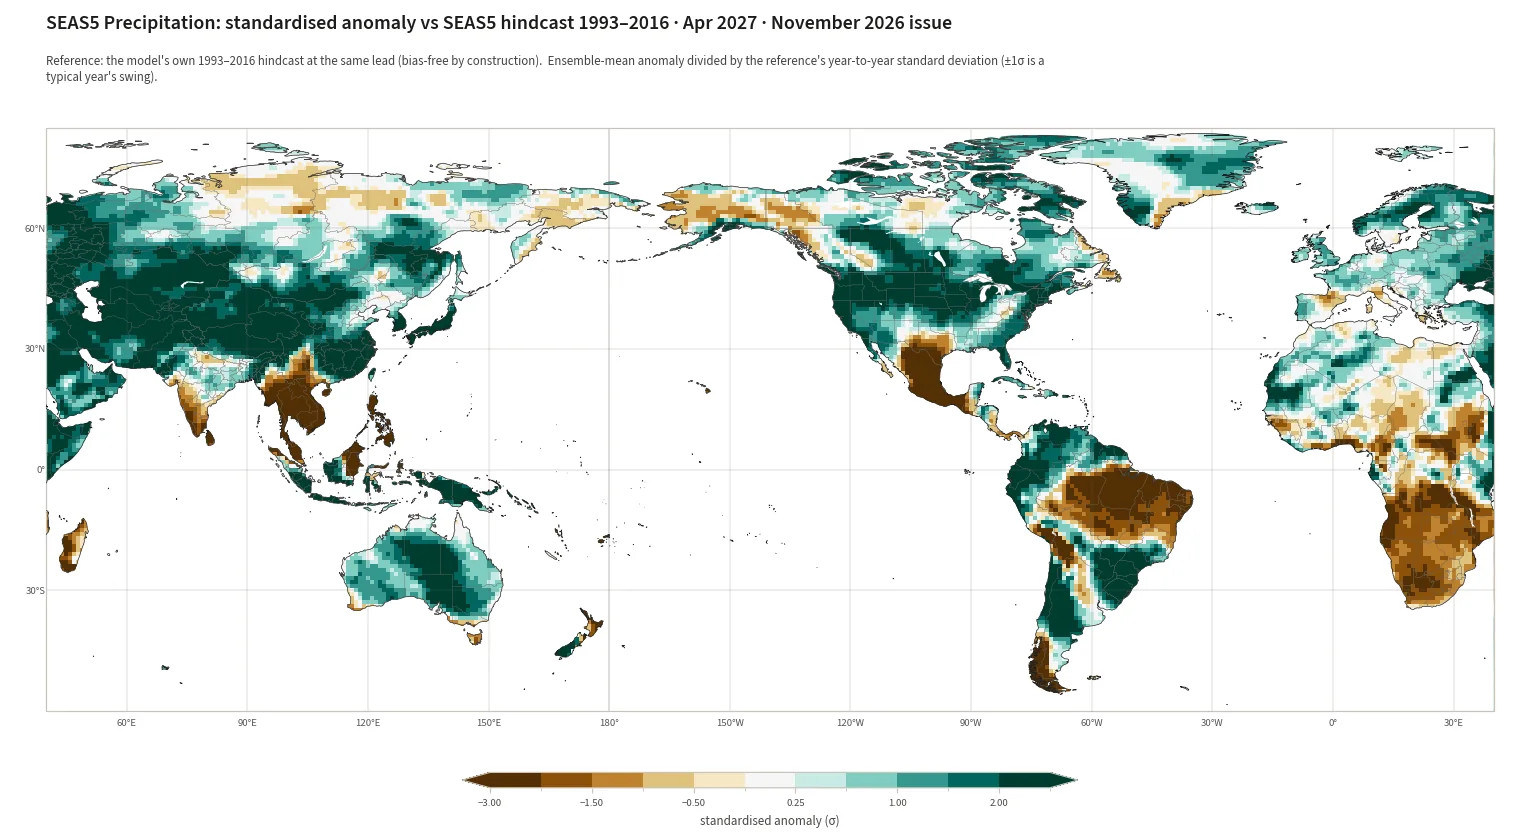 SEAS5 Precipitation: standardised anomaly vs SEAS5 hindcast 1993–2016 · Apr 2027 · November 2026 issue
Reference: the model's own 1993–2016 hindcast at the same lead (bias-free by construction).  Ensemble-mean anomaly divided by the reference's year-to-year standard deviation (±1σ is a
typical year's swing).
60°N
30°N
0°
30°S
60°E 90°E 120°E 150°E 180° 150°W 120°W 90°W 60°W 30°W 0° 30°E
−3.00 −1.50 −0.50 0.25 1.00 2.00
standardised anomaly (σ)